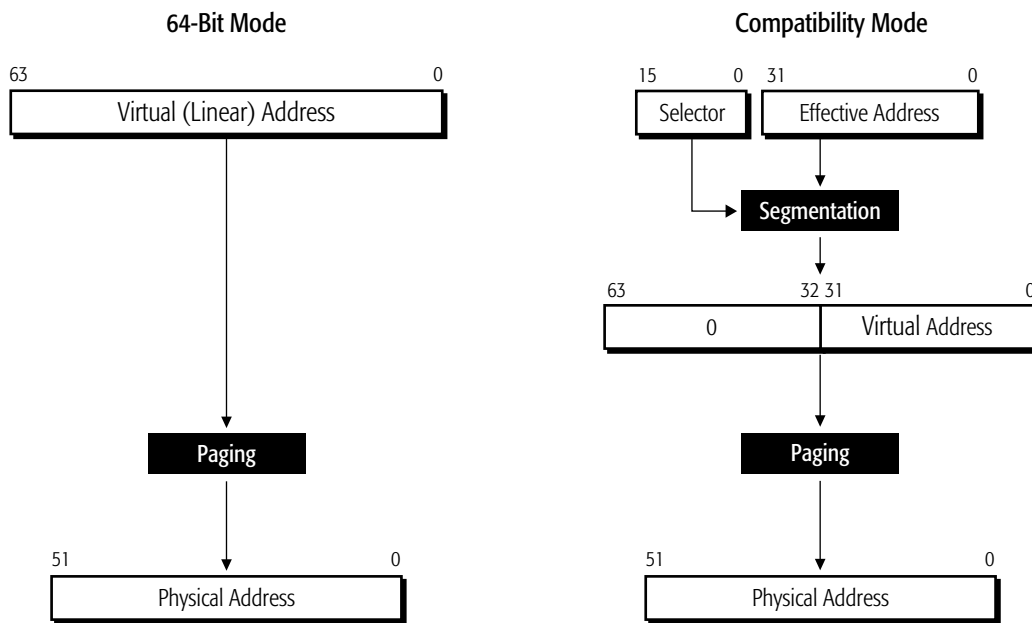 64-Bit Mode
63 0
Virtual (Linear) Address
Paging
51 0
Physical Address
Compatibility Mode
15 0 31 0
Selector Effective Address
Segmentation
63 32 31 0
0 Virtual Address
Paging
51 0
Physical Address